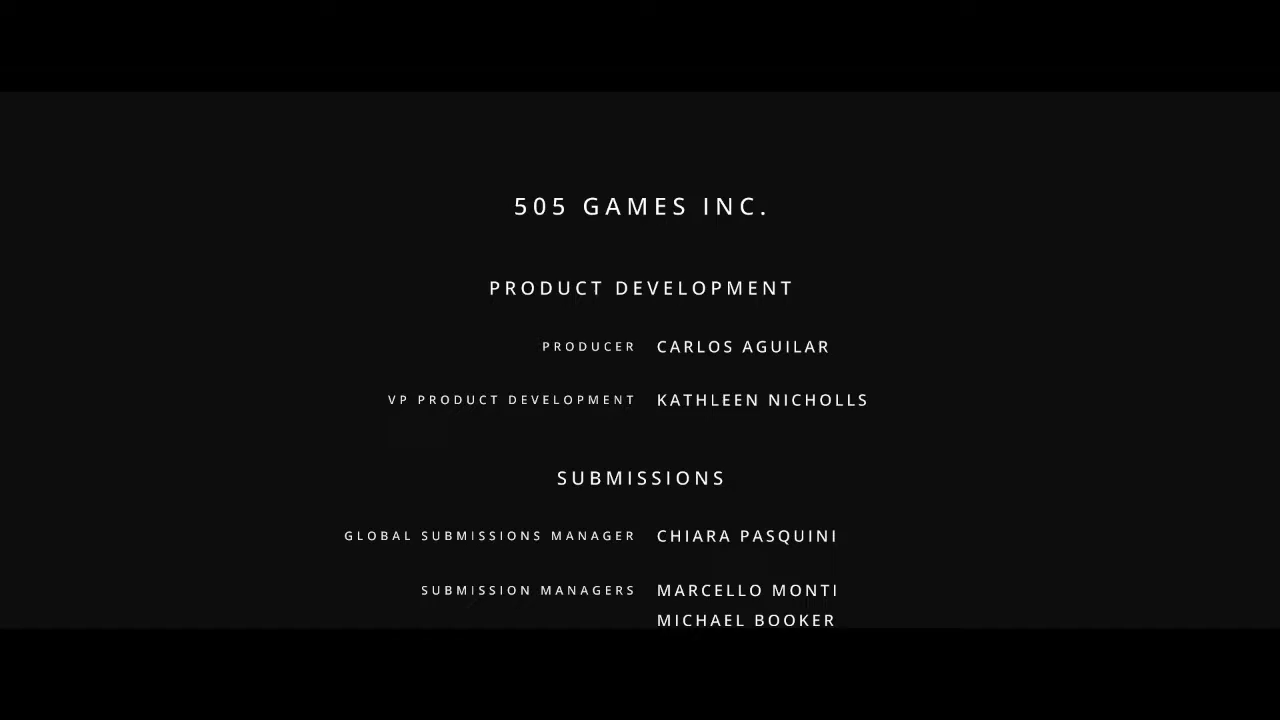 505 GAMES INC.
PRODUCT DEVELOPMENT
PRODUCER CARLOS AGUILAR
VP PRODUCT DEVELOPMENT KATHLEEN NICHOLLS
SUBMISSIONS
GLOBAL SUBMISSIONS MANAGER CHIARA PASQUINI
SUBMISSION MANAGERS MARCELLO MONTI
MICHAEL BOOKER